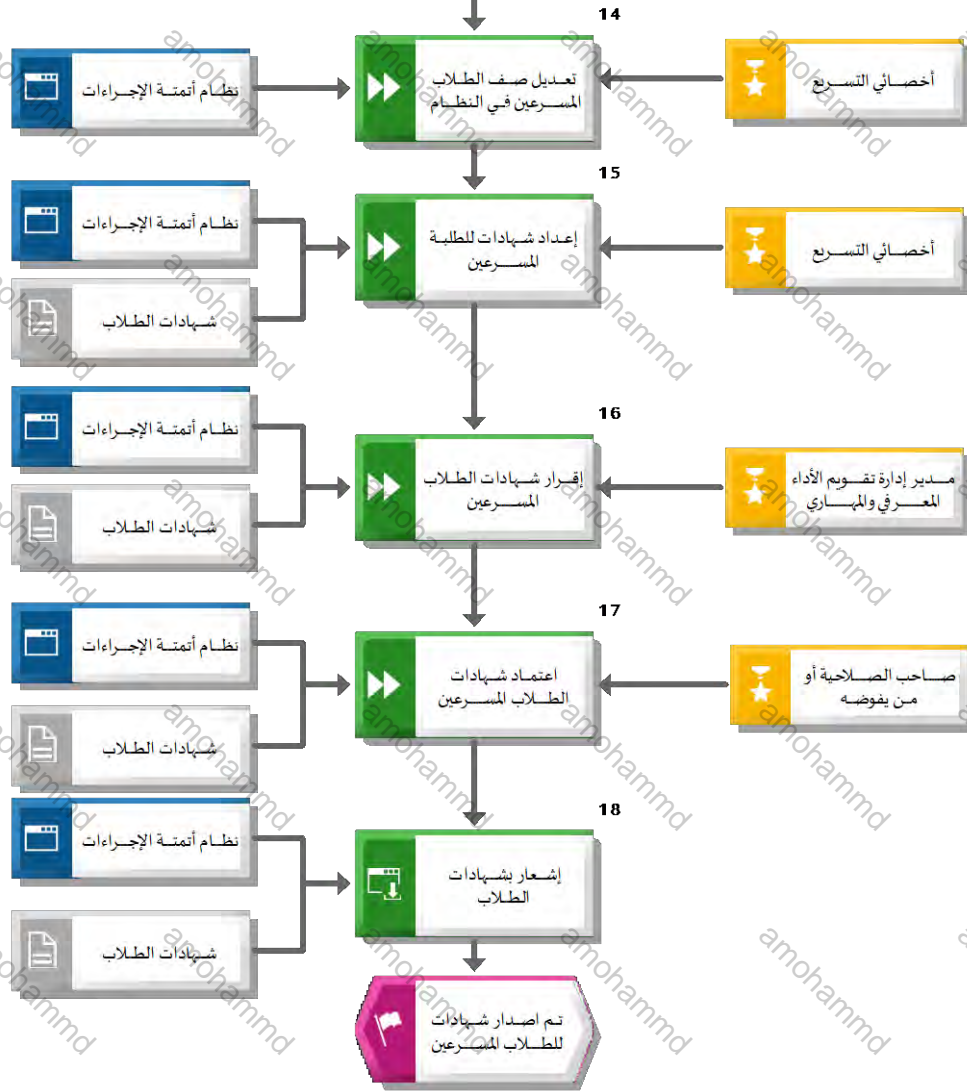 14
أخصائي التسريع
تعديل صف الطلاب
المسرعين في النظام
نظام أتمتة الإجراءات
15
أخصائي التسريع
إعداد شهادات للطلبة
المسرعين
نظام أتمتة الإجراءات
شهادات الطلاب
16
مدير إدارة تقويم الأداء
المعرفي والمهاري
إقرار شهادات الطلاب
المسرعين
نظام أتمتة الإجراءات
شهادات الطلاب
17
صاحب الصلاحية أو
من يفوضه
اعتماد شهادات
الطلاب المسرعين
نظام أتمتة الإجراءات
شهادات الطلاب
18
إشعار بشهادات
الطلاب
نظام أتمتة الإجراءات
شهادات الطلاب
تم اصدار شهادات
للطلاب المسرعين
amohammd